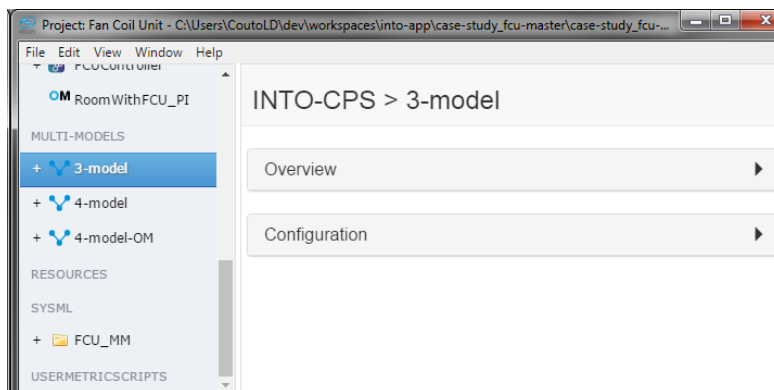 Project: Fan Coil Unit - C:\Users\CoutoLD\dev\workspaces\into-app\case-study_fcu-master\case-study_fcu-...
File Edit View Window Help
+ FCUController
OM RoomWithFCU_PI
MULTI-MODELS
+ 3-model
+ 4-model
+ 4-model-OM
RESOURCES
SYSML
+ FCU_MM
USERMETRICSCRIPTS
INTO-CPS > 3-model
Overview
Configuration